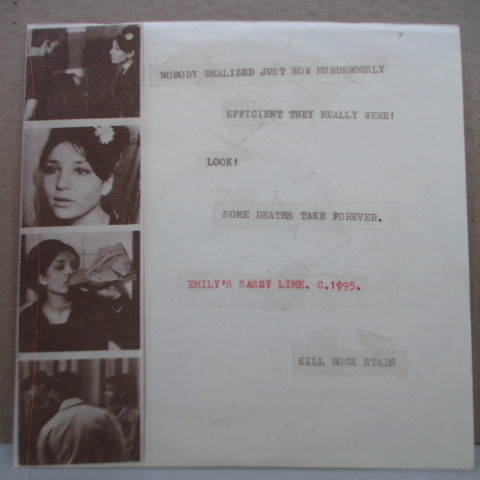 NOBODY REALIZED JUST HOW MURDEROUSLY
EFFICIENT THEY REALLY WERE!
LOOK!
SOME DEATHS TAKE FOREVER.
EMILY'S SASSY LIME. C.1995.
KILL ROCK STARS